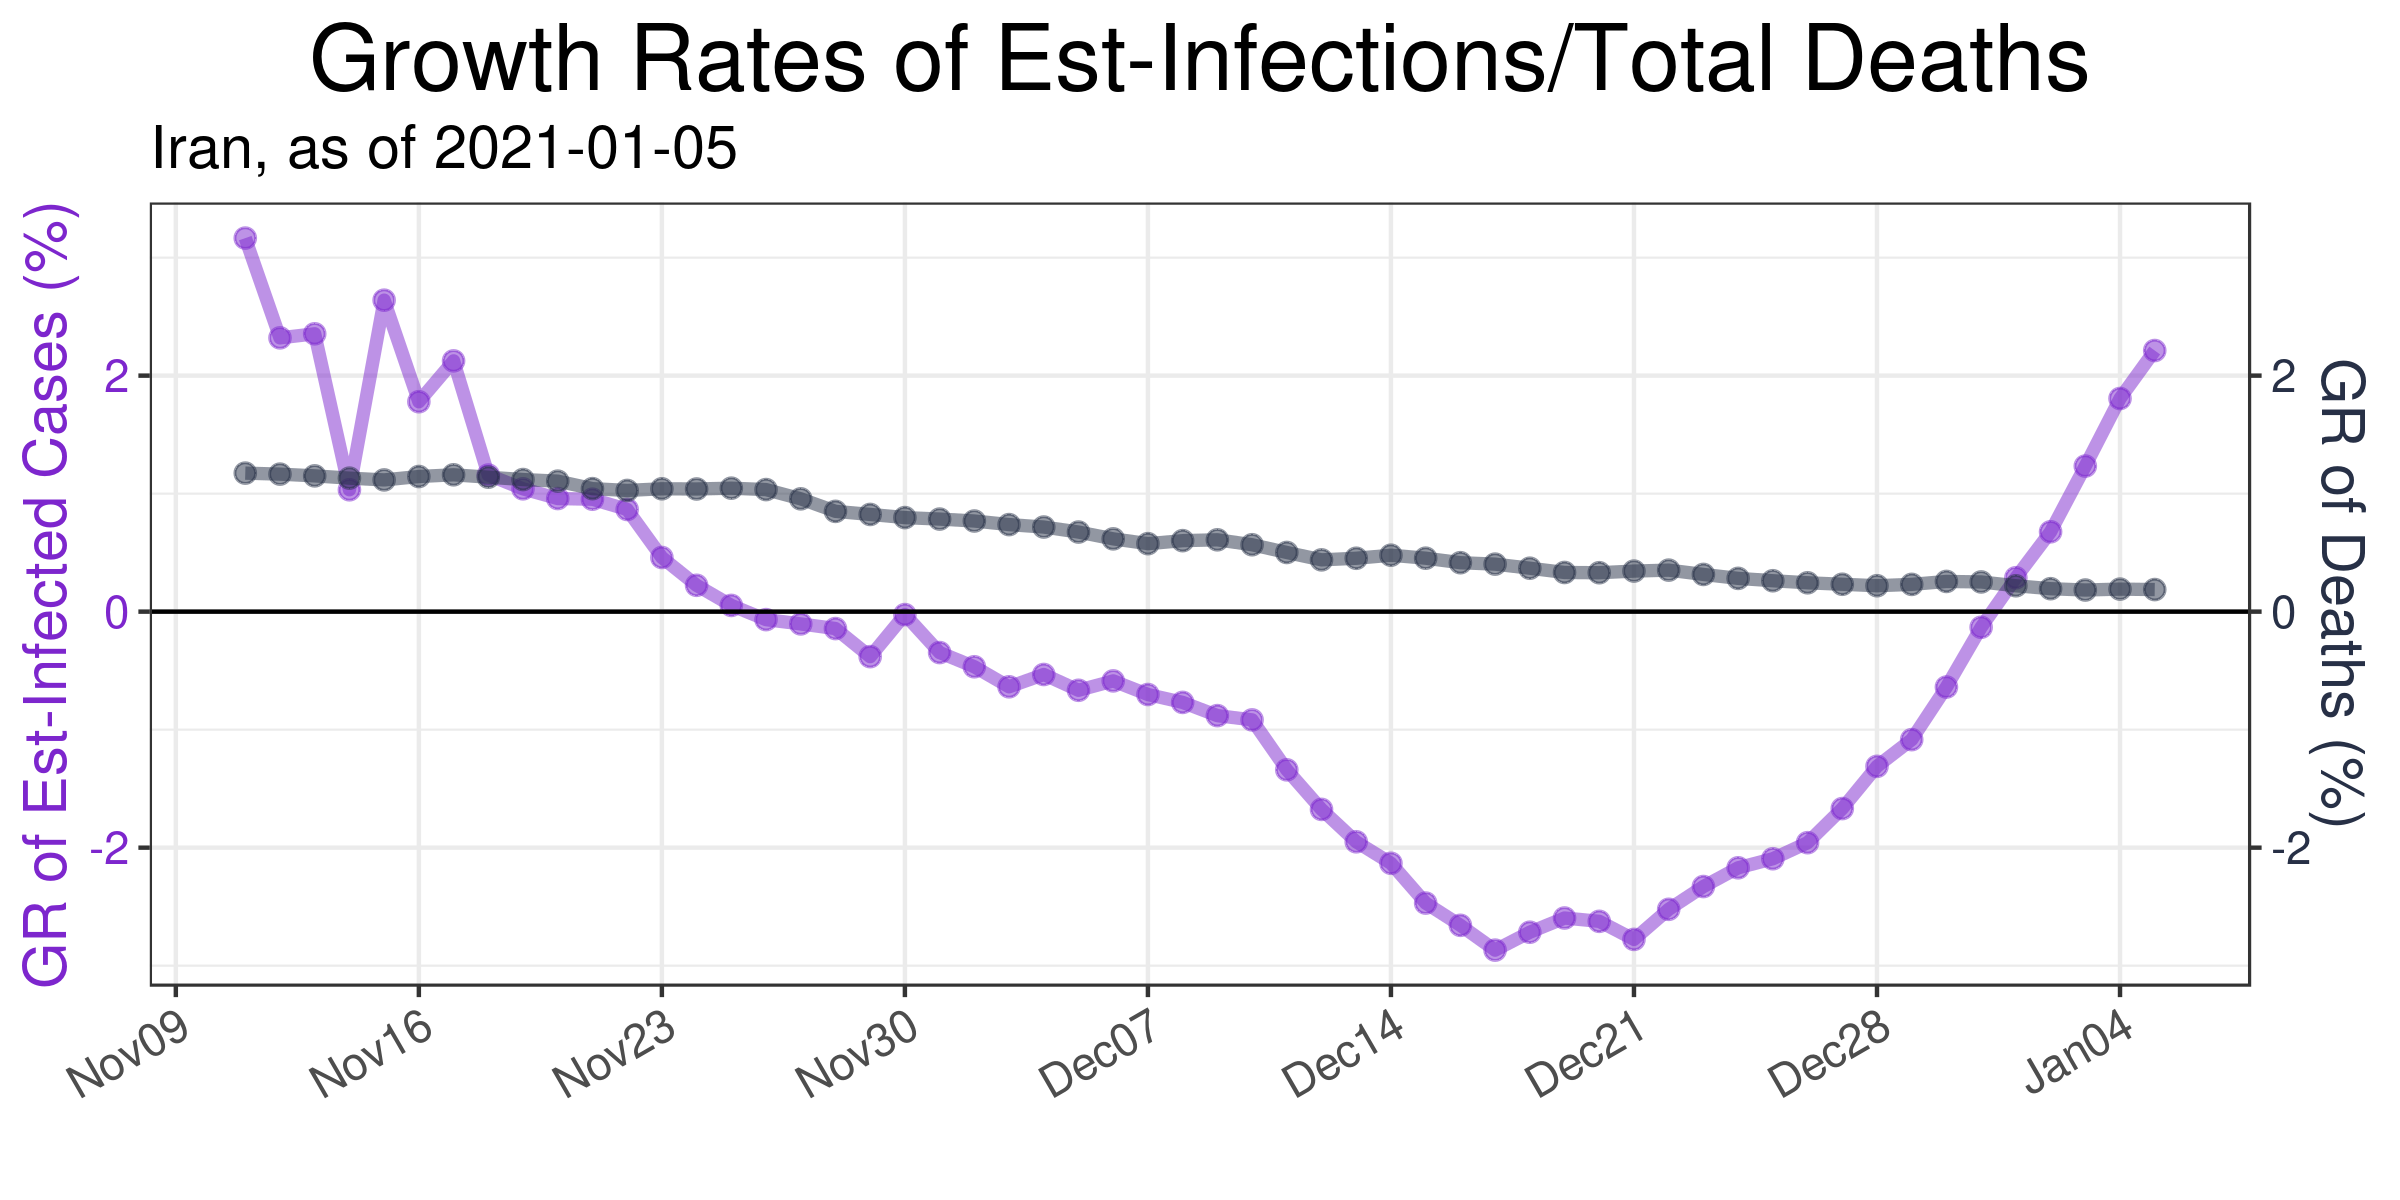 Growth Rates of Est-Infections/Total Deaths
Iran, as of 2021-01-05
GR of Est-Infected Cases (%)
2
0
-2
2
0
-2
GR of Deaths (%)
Nov09
Nov16
Nov23
Nov30
Dec07
Dec14
Dec21
Dec28
Jan04